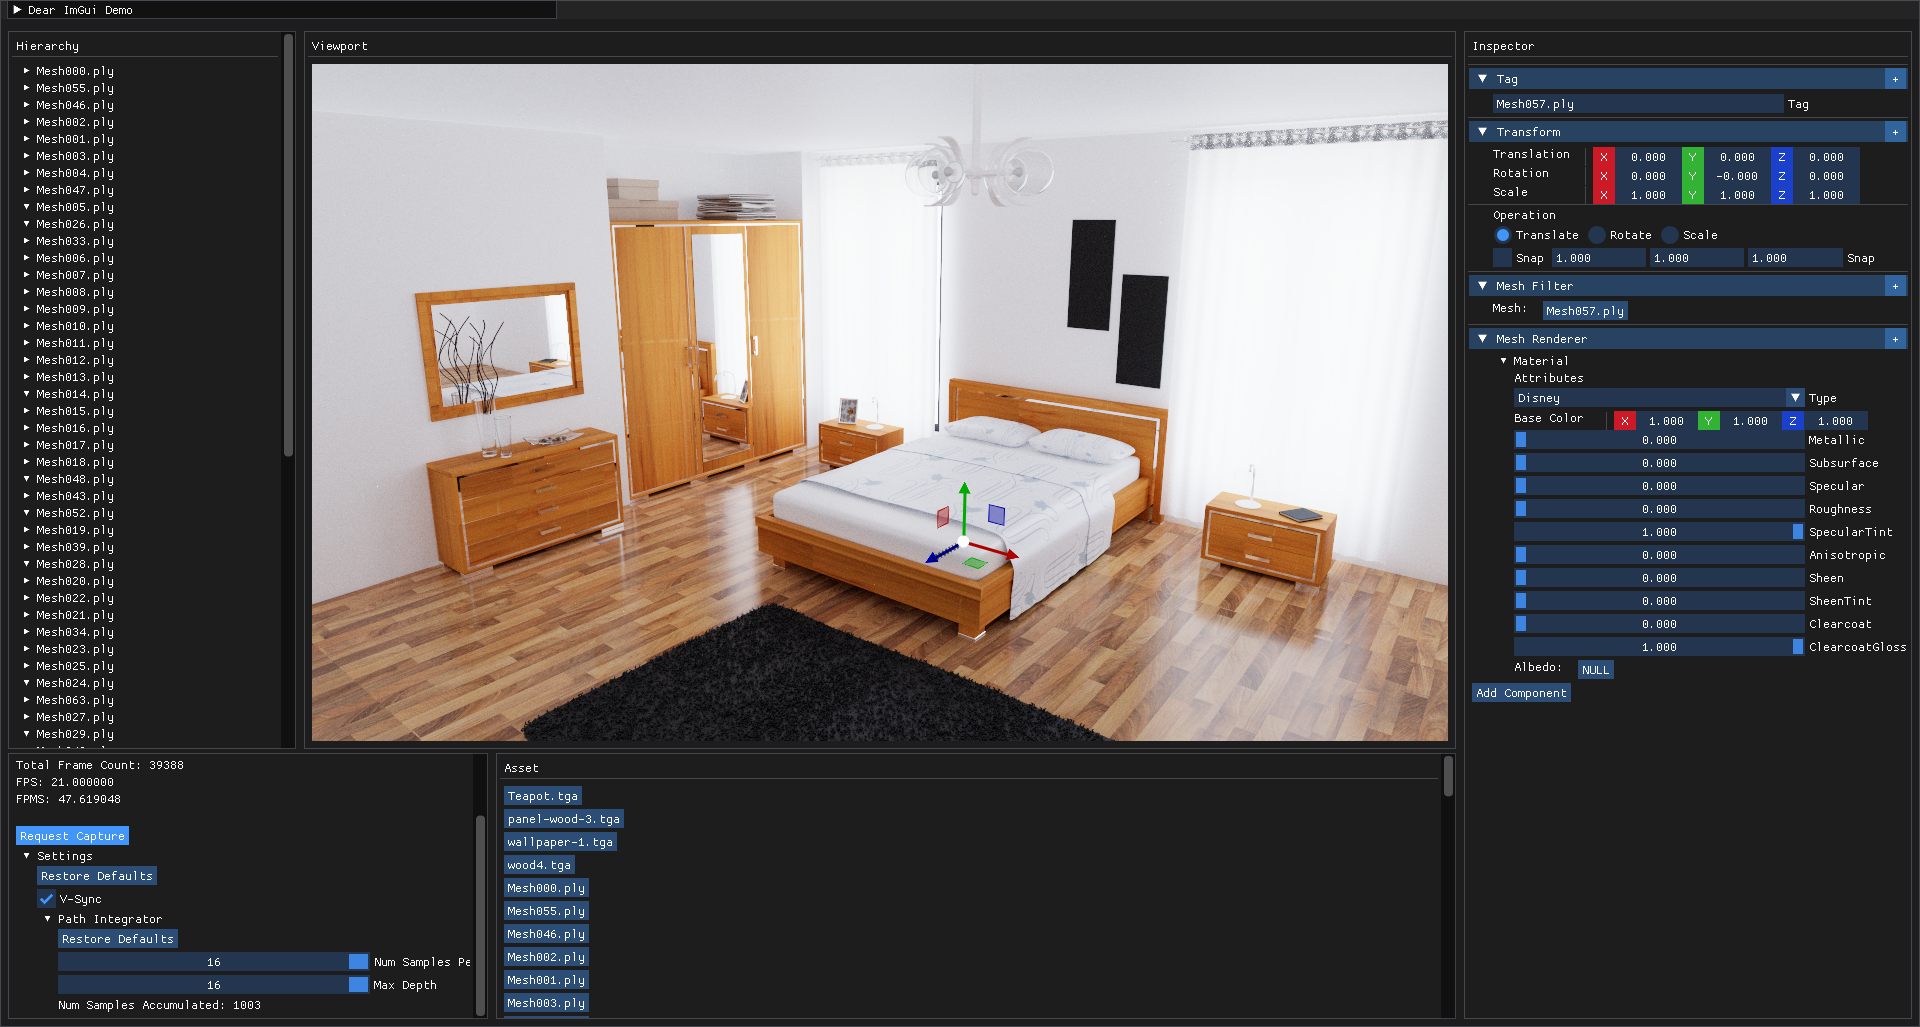 Dear ImGui Demo
Hierarchy
Mesh000.ply
Mesh055.ply
Mesh046.ply
Mesh002.ply
Mesh001.ply
Mesh003.ply
Mesh004.ply
Mesh047.ply
Mesh005.ply
Mesh026.ply
Mesh033.ply
Mesh006.ply
Mesh007.ply
Mesh008.ply
Mesh009.ply
Mesh010.ply
Mesh011.ply
Mesh012.ply
Mesh013.ply
Mesh014.ply
Mesh015.ply
Mesh016.ply
Mesh017.ply
Mesh018.ply
Mesh048.ply
Mesh043.ply
Mesh052.ply
Mesh019.ply
Mesh039.ply
Mesh028.ply
Mesh020.ply
Mesh022.ply
Mesh021.ply
Mesh034.ply
Mesh023.ply
Mesh025.ply
Mesh024.ply
Mesh063.ply
Mesh027.ply
Mesh029.ply
Viewport
Inspector
Tag +
Mesh057.ply Tag
Transform +
Translation X 0.000 Y 0.000 Z 0.000
Rotation X 0.000 Y -0.000 Z 0.000
Scale X 1.000 Y 1.000 Z 1.000
Operation
Translate Rotate Scale
Snap 1.000 1.000 1.000 Snap
Mesh Filter +
Mesh: Mesh057.ply
Mesh Renderer +
Material
Attributes
Disney Type
Base Color X 1.000 Y 1.000 Z 1.000
0.000 Metallic
0.000 Subsurface
0.000 Specular
0.000 Roughness
1.000 SpecularTint
0.000 Anisotropic
0.000 Sheen
0.000 SheenTint
0.000 Clearcoat
1.000 ClearcoatGloss
Albedo: NULL
Add Component
Total Frame Count: 39388
FPS: 21.000000
FPMS: 47.619048
Request Capture
Settings
Restore Defaults
V-Sync
Path Integrator
Restore Defaults
16 Num Samples Pe
16 Max Depth
Num Samples Accumulated: 1003
Asset
Teapot.tga
panel-wood-3.tga
wallpaper-1.tga
wood4.tga
Mesh000.ply
Mesh055.ply
Mesh046.ply
Mesh002.ply
Mesh001.ply
Mesh003.ply